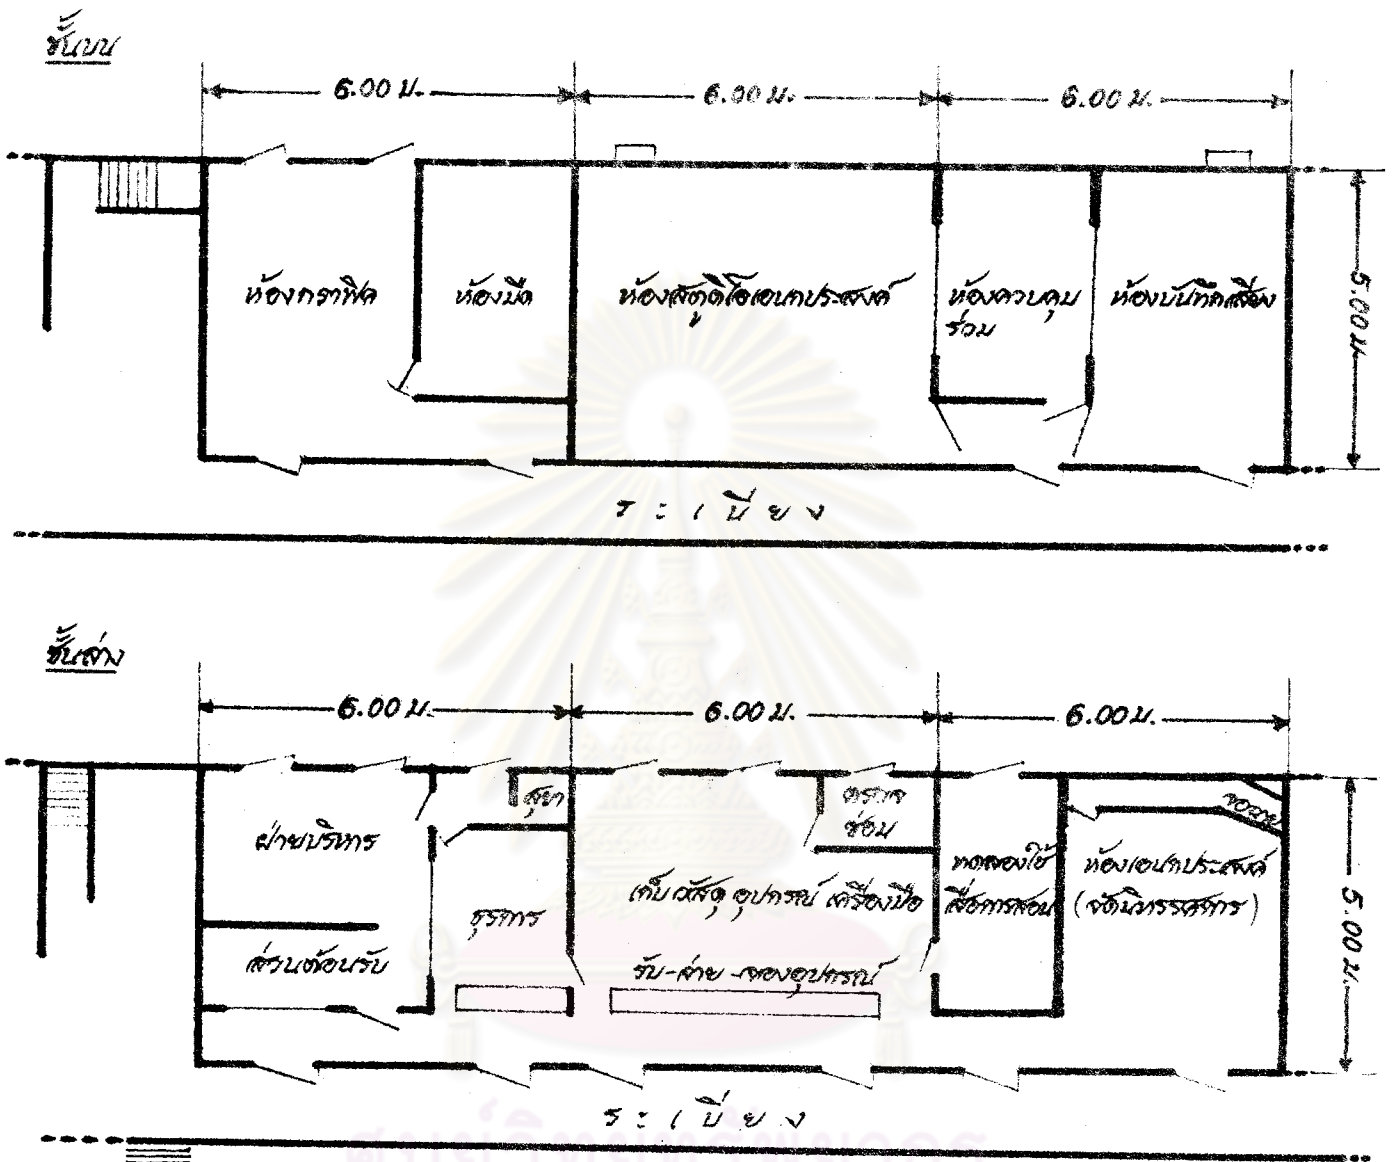 ชั้นบน
6.00 ม. 6.00 ม. 6.00 ม.
5.00 ม.
ห้องกราฟิค ห้องมืด ห้องสตูดิโอเอนกประสงค์ ห้องควบคุม ห้องบันทึกเสียง
ร่วม
ระเบียง
ชั้นล่าง
6.00 ม. 6.00 ม. 6.00 ม.
5.00 ม.
สุขา ตรวจ
ซ่อม จอฉาย
ฝ่ายบริหาร
ทดลองใช้ ห้องเอนกประสงค์
ธุรการ เก็บวัสดุ อุปกรณ์ เครื่องมือ สื่อการสอน (จัดนิทรรศการ)
ส่วนต้อนรับ รับ-จ่าย-จองอุปกรณ์
ระเบียง